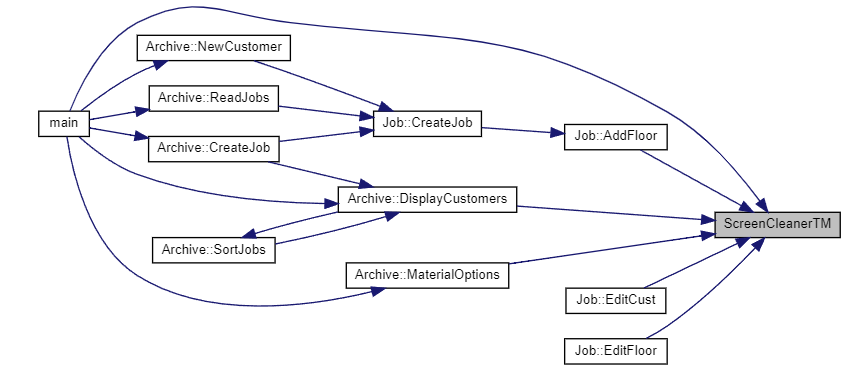 Archive::NewCustomer
Archive::ReadJobs
main
Job::CreateJob
Job::AddFloor
Archive::CreateJob
Archive::DisplayCustomers
ScreenCleanerTM
Archive::SortJobs
Archive::MaterialOptions
Job::EditCust
Job::EditFloor